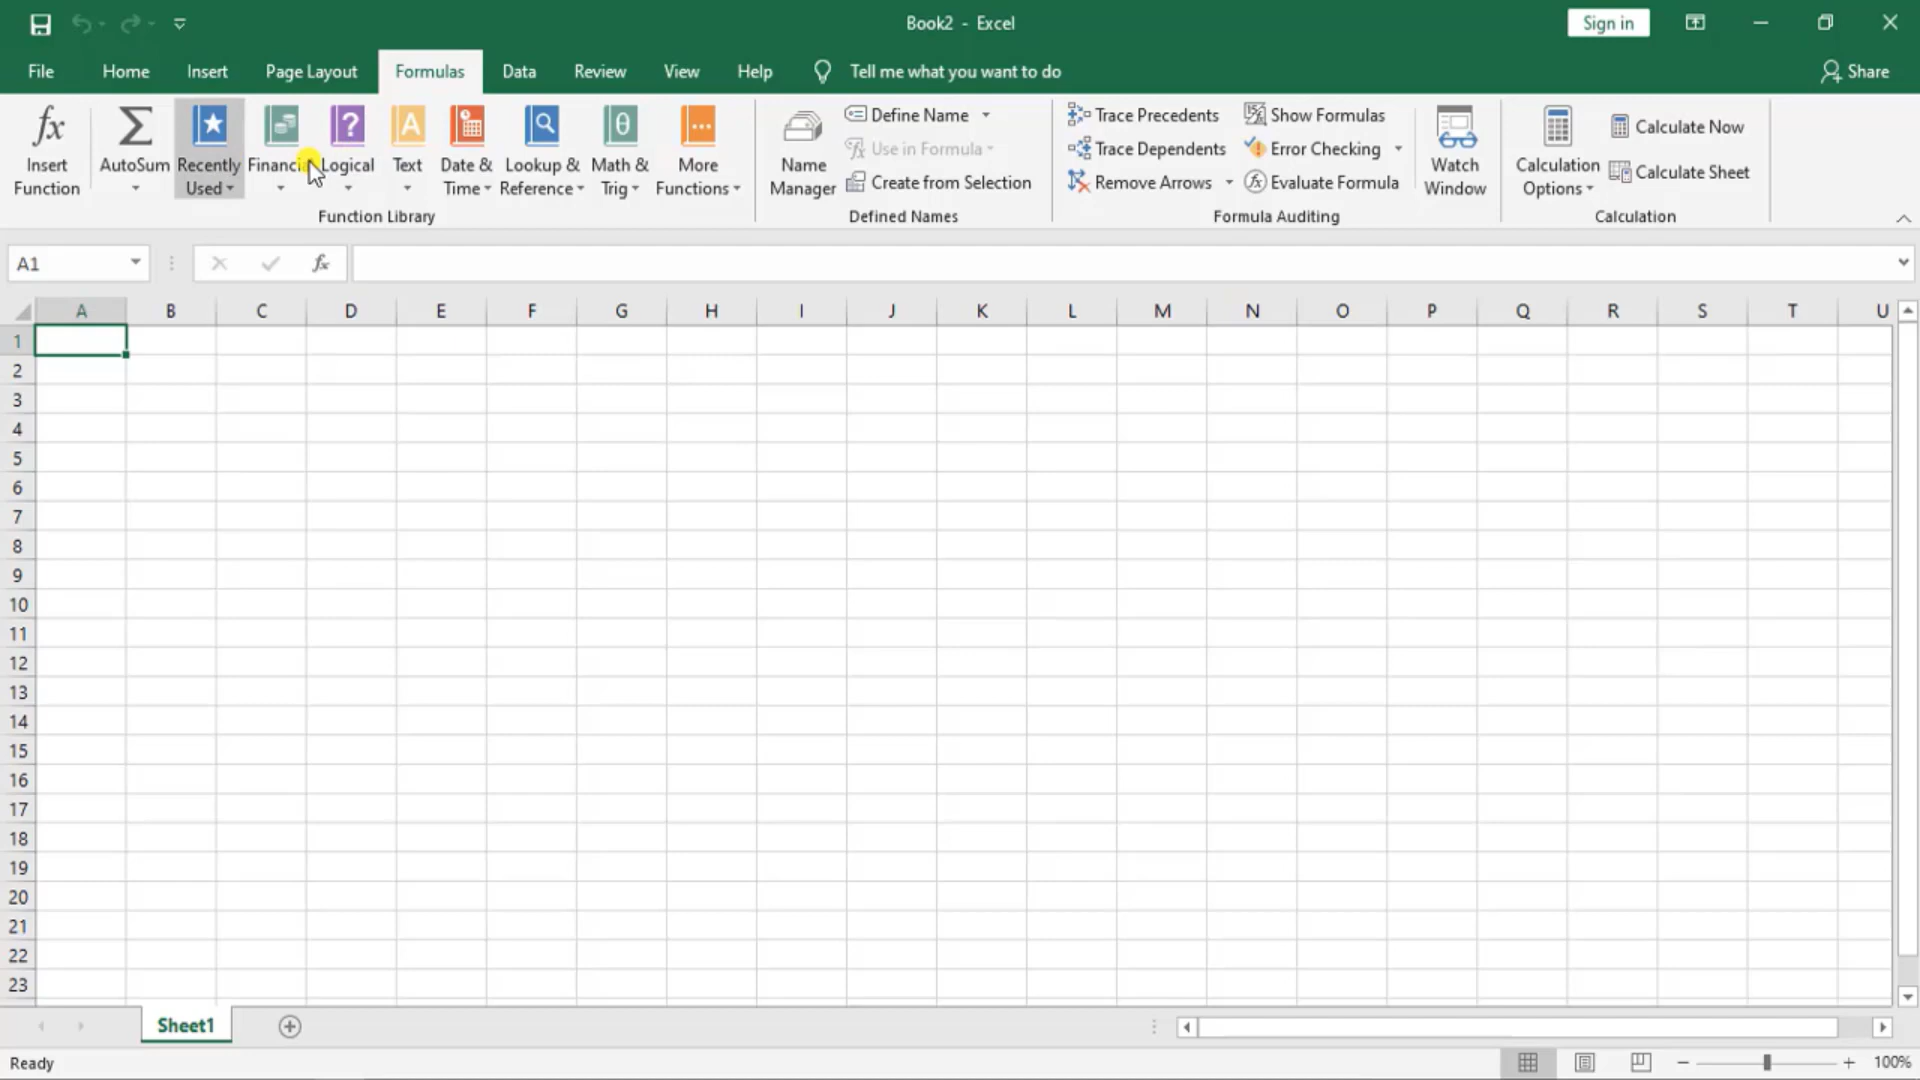 Book2 - Excel
Sign in
File Home Insert Page Layout Formulas Data Review View Help Tell me what you want to do Share
fx
Insert Function
AutoSum
Recently Used
Logical
A
Text
Date & Time
Lookup & Reference
θ
Math & Trig
More Functions
Function Library
Name Manager
Define Name
Use in Formula
Create from Selection
Defined Names
Trace Precedents
Trace Dependents
Remove Arrows
Show Formulas
Error Checking
Evaluate Formula
Formula Auditing
Watch Window
Calculation Options
Calculate Now
Calculate Sheet
Calculation
A1
fx
A B C D E F G H I J K L M N O P Q R S T U
1
2
3
4
5
6
7
8
9
10
11
12
13
14
15
16
17
18
19
20
21
22
23
Sheet1
Ready
100%